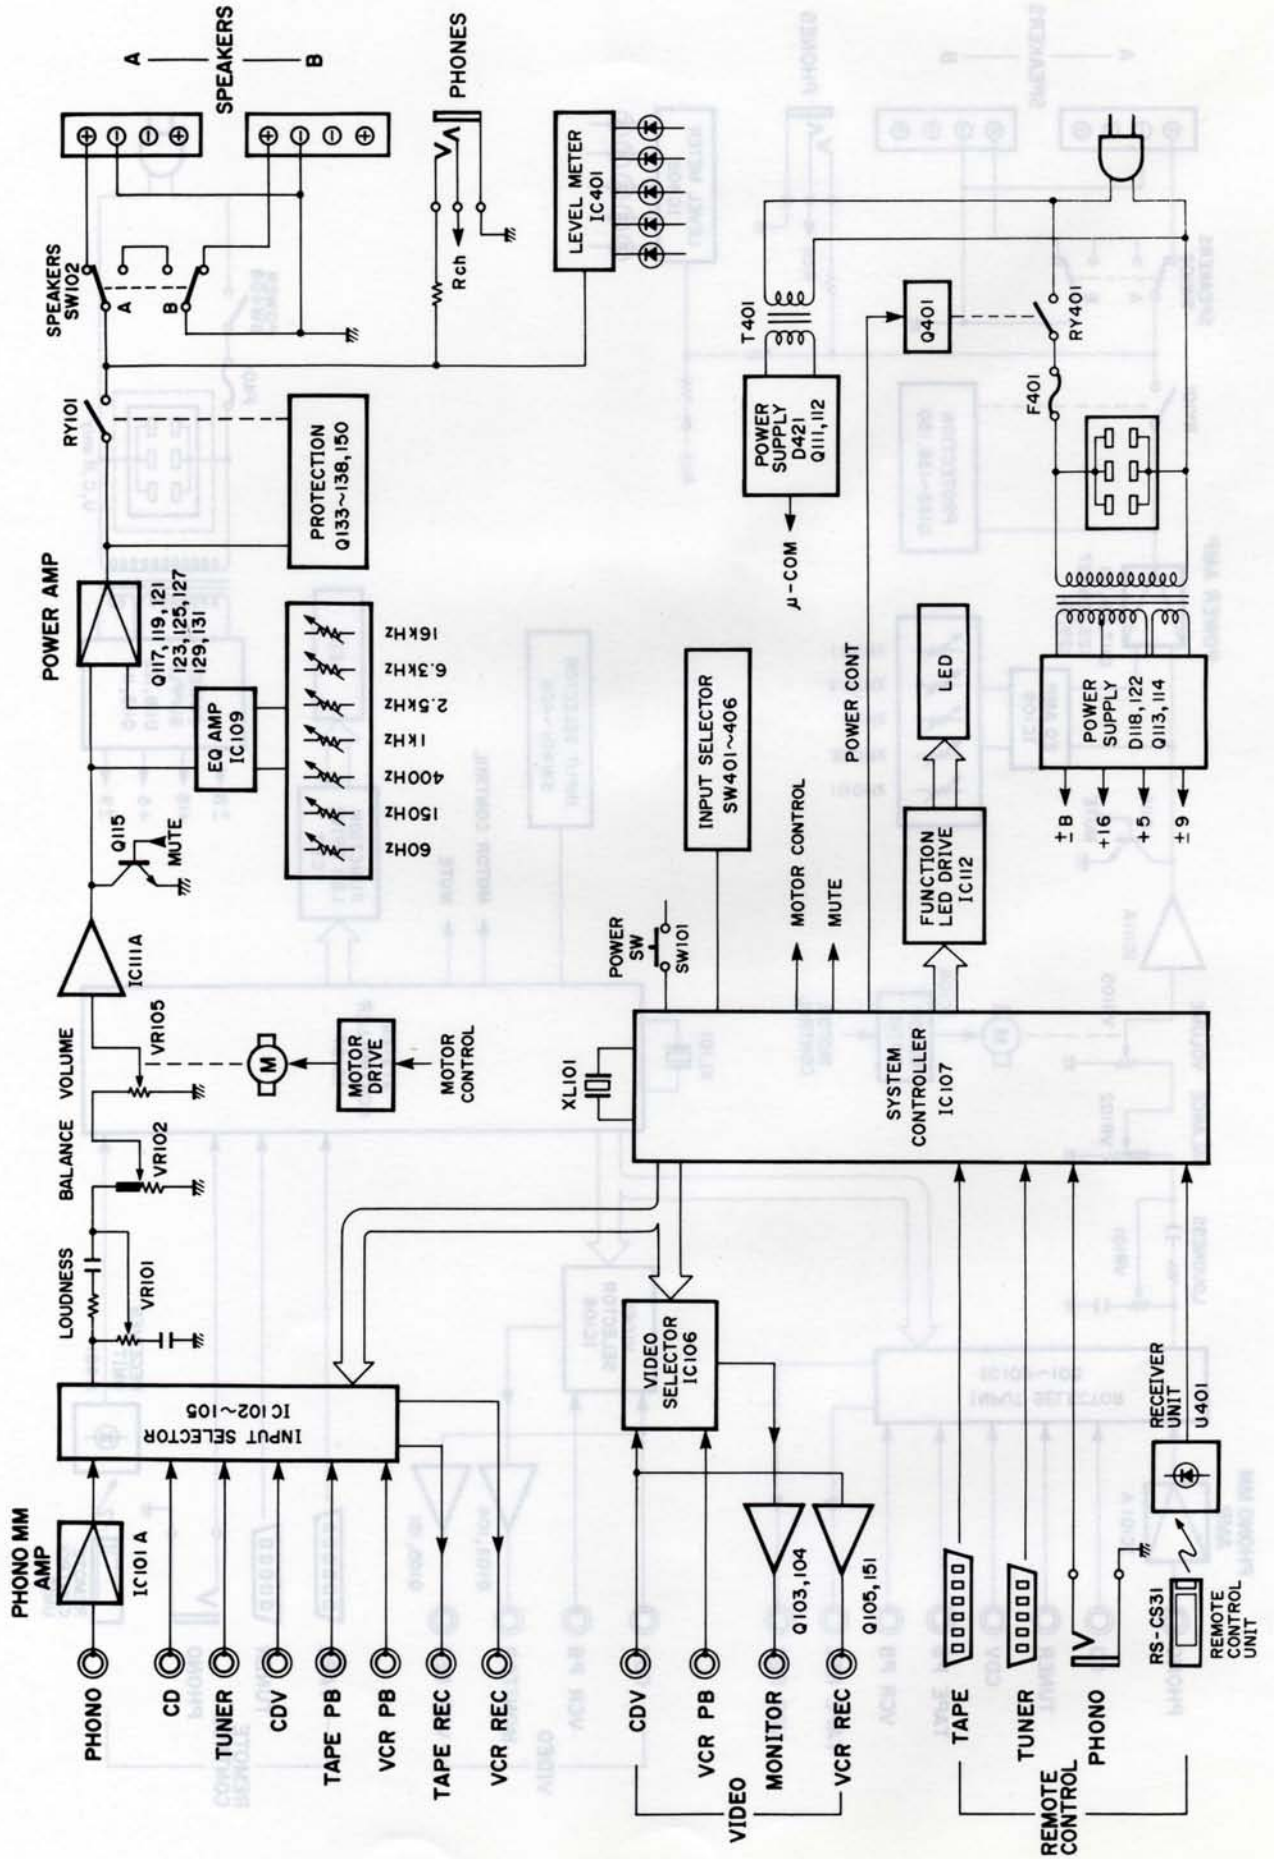 PHONO MM
AMP
IC101 A
PHONO
CD
TUNER
CDV
TAPE PB
VCR PB
TAPE REC
VCR REC
INPUT SELECTOR
IC102~105
LOUDNESS
VR101
BALANCE
VR102
VOLUME
VR105
M
MOTOR
DRIVE
MOTOR
CONTROL
IC111A
Q115
MUTE
EQ AMP
IC109
60Hz
150Hz
400Hz
1kHz
2.5kHz
6.3kHz
16kHz
POWER AMP
Q117, 119, 121
123, 125, 127
129, 131
PROTECTION
Q133~138, 150
RY101
SPEAKERS
SW102
A
B
A
SPEAKERS
B
PHONES
Rch
LEVEL METER
IC401
VIDEO
CDV
VCR PB
MONITOR
VCR REC
VIDEO
SELECTOR
IC106
Q103, 104
Q105, 151
XL101
POWER
SW
SW101
INPUT SELECTOR
SW401~406
SYSTEM
CONTROLLER
IC107
MOTOR CONTROL
MUTE
POWER CONT
FUNCTION
LED DRIVE
IC112
LED
μ-COM
POWER
SUPPLY
D421
Q111, 112
T401
Q401
RY401
F401
POWER
SUPPLY
D118, 122
Q113, 114
±B
+16
+5
±9
REMOTE
CONTROL
TAPE
TUNER
PHONO
RS-CS31
REMOTE
CONTROL
UNIT
RECEIVER
UNIT
U401